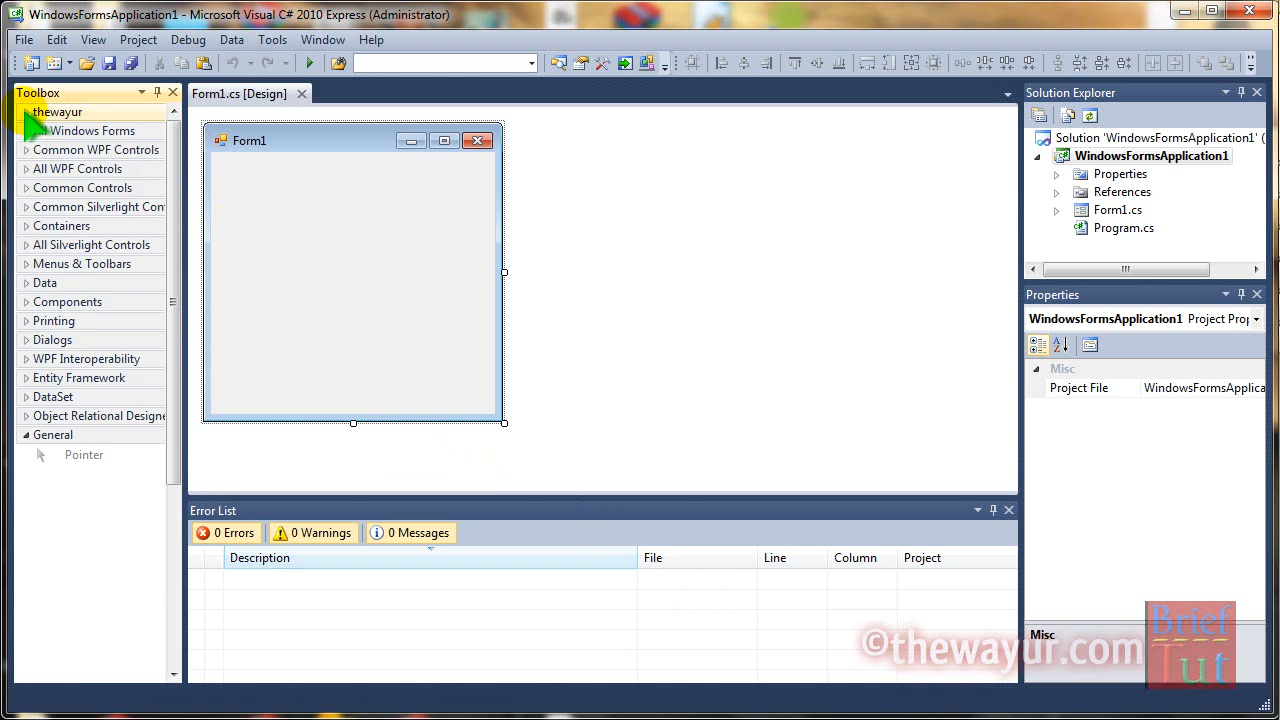 WindowsFormsApplication1 - Microsoft Visual C# 2010 Express (Administrator)
File Edit View Project Debug Data Tools Window Help
Toolbox
thewayur
All Windows Forms
Common WPF Controls
All WPF Controls
Common Controls
Common Silverlight Con
Containers
All Silverlight Controls
Menus & Toolbars
Data
Components
Printing
Dialogs
WPF Interoperability
Entity Framework
DataSet
Object Relational Designe
General
Pointer
Form1.cs [Design]
Form1
Error List
0 Errors 0 Warnings 0 Messages
Description File Line Column Project
Solution Explorer
Solution 'WindowsFormsApplication1' (
WindowsFormsApplication1
Properties
References
Form1.cs
Program.cs
Properties
WindowsFormsApplication1 Project Prop
Misc
Project File WindowsFormsApplica
Misc
©thewayur.com
Brief
Tut